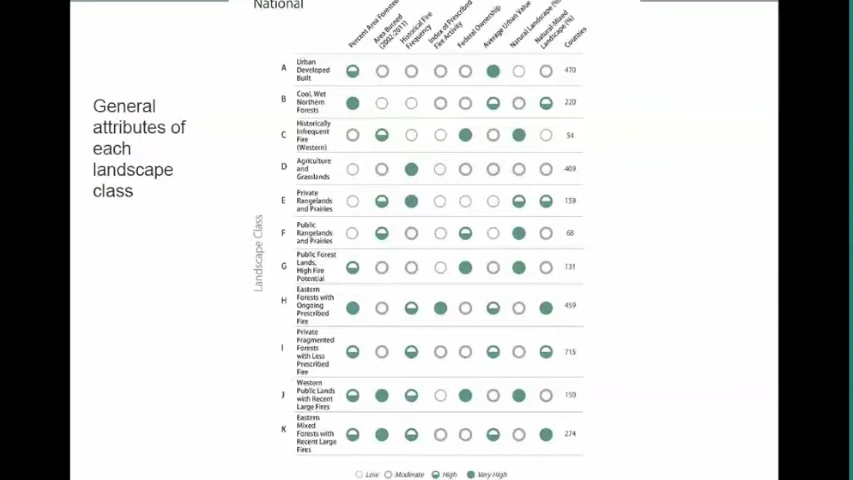 National
General
attributes of
each
landscape
class
Percent Area Forested
Area Burned
(2002-2011)
Historical Fire
Frequency
Index of Prescribed
Fire Activity
Federal Ownership
Average Urban Value
Natural Landscape (%)
Natural-Mixed
Landscape (%)
Counties
Landscape Class
A
Urban
Developed
Built
470
B
Cool, Wet
Northern
Forests
220
C
Historically
Infrequent
Fire
(Western)
54
D
Agriculture
and
Grasslands
409
E
Private
Rangelands
and Prairies
159
F
Public
Rangelands
and Prairies
68
G
Public Forest
Lands,
High Fire
Potential
131
H
Eastern
Forests with
Ongoing
Prescribed
Fire
459
I
Private
Fragmented
Forests
with Less
Prescribed
Fire
715
J
Western
Public Lands
with Recent
Large Fires
150
K
Eastern
Mixed
Forests with
Recent Large
Fires
274
Low Moderate High Very High